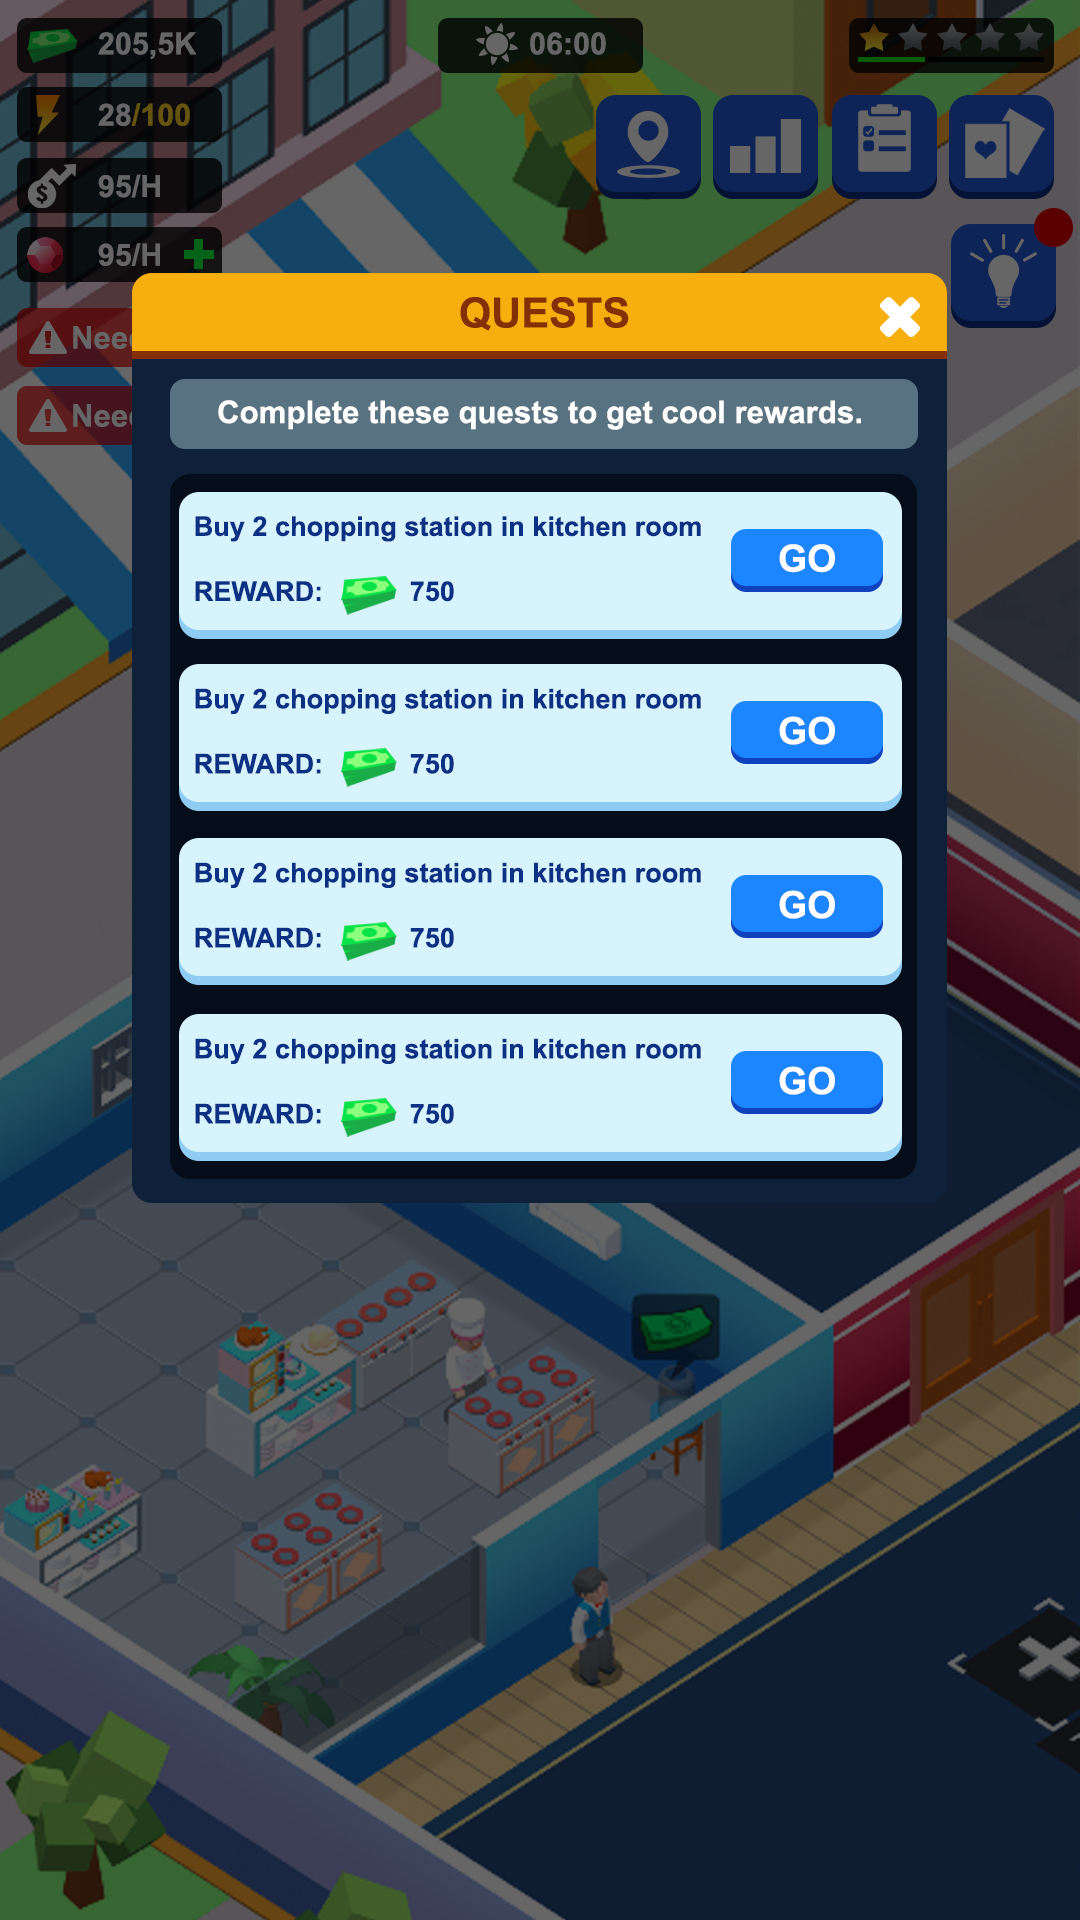 205,5K
06:00
28/100
95/H
95/H
Need
Need
QUESTS
Complete these quests to get cool rewards.
Buy 2 chopping station in kitchen room
GO
REWARD: 750
Buy 2 chopping station in kitchen room
GO
REWARD: 750
Buy 2 chopping station in kitchen room
GO
REWARD: 750
Buy 2 chopping station in kitchen room
GO
REWARD: 750